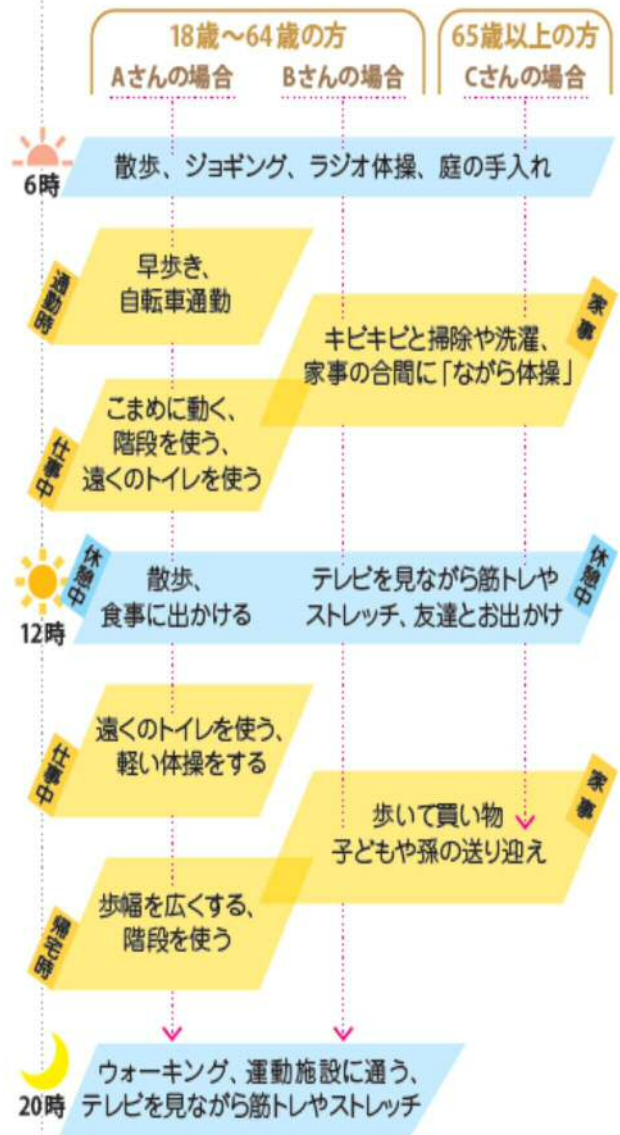 18歳～64歳の方
65歳以上の方
Aさんの場合
Bさんの場合
Cさんの場合
6時
散歩、ジョギング、ラジオ体操、庭の手入れ
通勤時
早歩き、
自転車通勤
家事
キビキビと掃除や洗濯、
家事の合間に「ながら体操」
仕事中
こまめに動く、
階段を使う、
遠くのトイレを使う
12時
休憩中
散歩、
食事に出かける
テレビを見ながら筋トレや
ストレッチ、友達とお出かけ
休憩中
仕事中
遠くのトイレを使う、
軽い体操をする
家事
歩いて買い物
子どもや孫の送り迎え
帰宅時
歩幅を広くする、
階段を使う
20時
ウォーキング、運動施設に通う、
テレビを見ながら筋トレやストレッチ